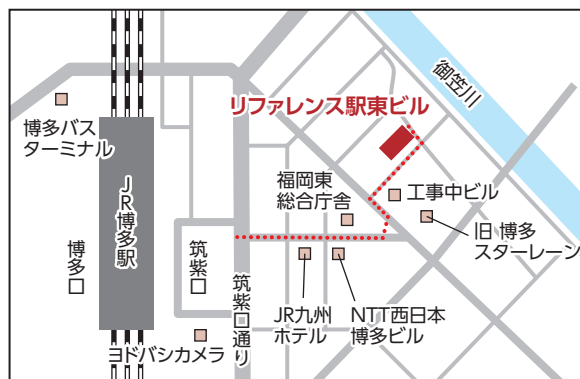 御笠川
リファレンス駅東ビル
博多バス
ターミナル
JR博多駅
福岡東
総合庁舎
工事中ビル
旧 博多
スターレーン
博多口
筑紫口
筑紫口通り
JR九州
ホテル
NTT西日本
博多ビル
ヨドバシカメラ